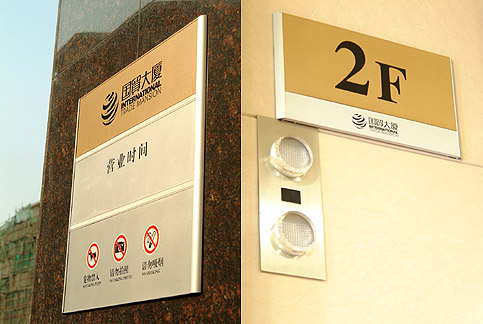 国贸大厦
INTERNATIONAL
TRADE MANSION
营业时间
宠物禁入 请勿拍照 请勿吸烟
2F
国贸大厦